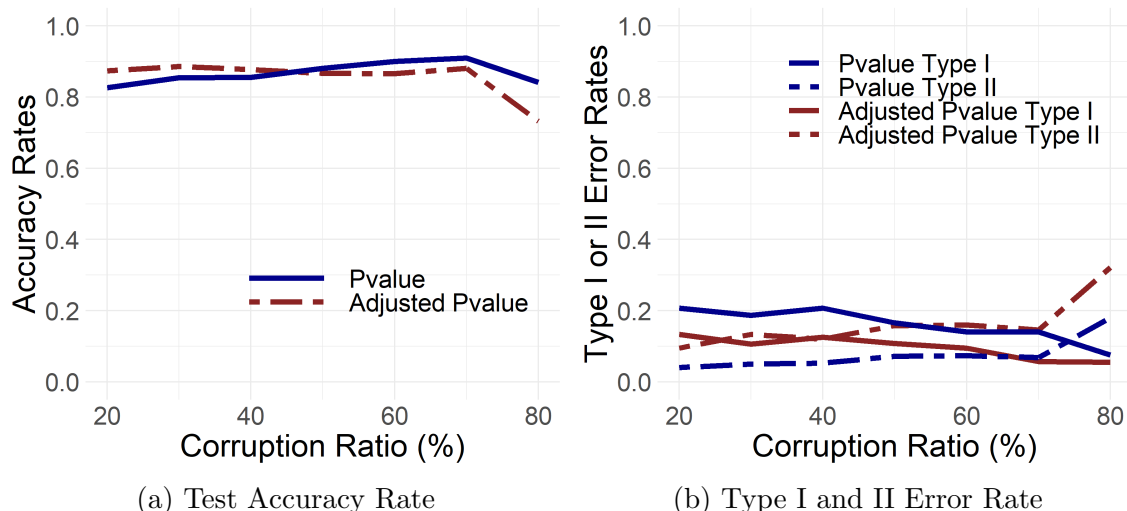 1.0
0.8
0.6
0.4
0.2
0.0
Accuracy Rates
Pvalue
Adjusted Pvalue
20
40
60
80
Corruption Ratio (%)
(a) Test Accuracy Rate
1.0
0.8
0.6
0.4
0.2
0.0
Type I or III Error Rates
Pvalue Type I
Pvalue Type II
Adjusted Pvalue Type I
Adjusted Pvalue Type II
20
40
60
80
Corruption Ratio (%)
(b) Type I and II Error Rate